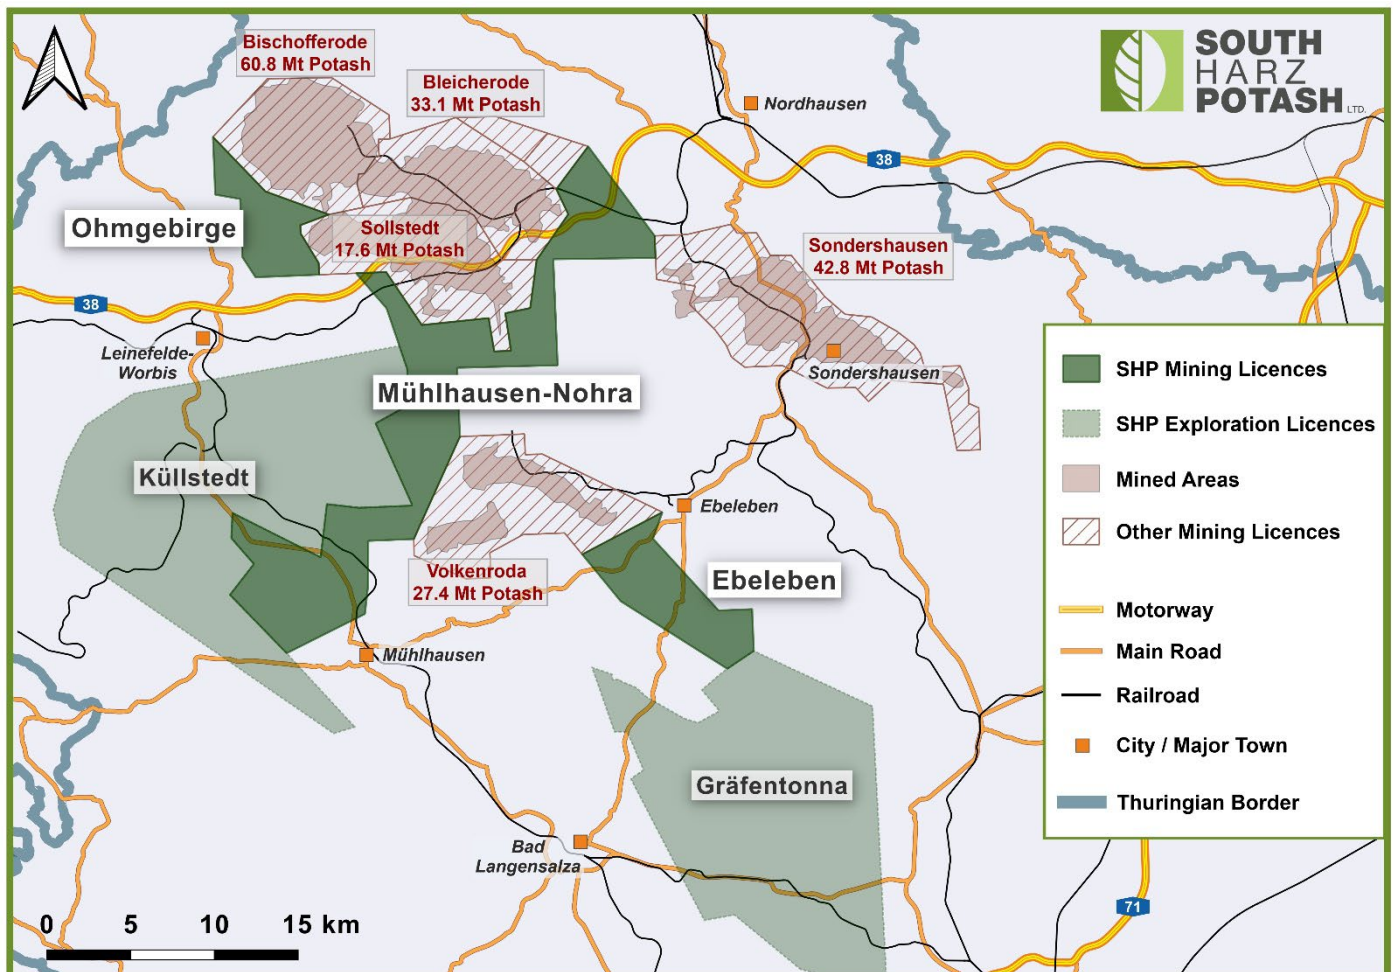 Bischofferode
60.8 Mt Potash
Bleicherode
33.1 Mt Potash
Nordhausen
SOUTH
HARZ
POTASH LTD.
38
Ohmgebirge
Sollstedt
17.6 Mt Potash
Sondershausen
42.8 Mt Potash
38
Leinefelde-
Worbis
Sondershausen
Mühlhausen-Nohra
Küllstedt
Ebeleben
Volkenroda
27.4 Mt Potash
Ebeleben
Mühlhausen
Gräfentonna
Bad
Langensalza
SHP Mining Licences
SHP Exploration Licences
Mined Areas
Other Mining Licences
Motorway
Main Road
Railroad
City / Major Town
Thuringian Border
71
0 5 10 15 km